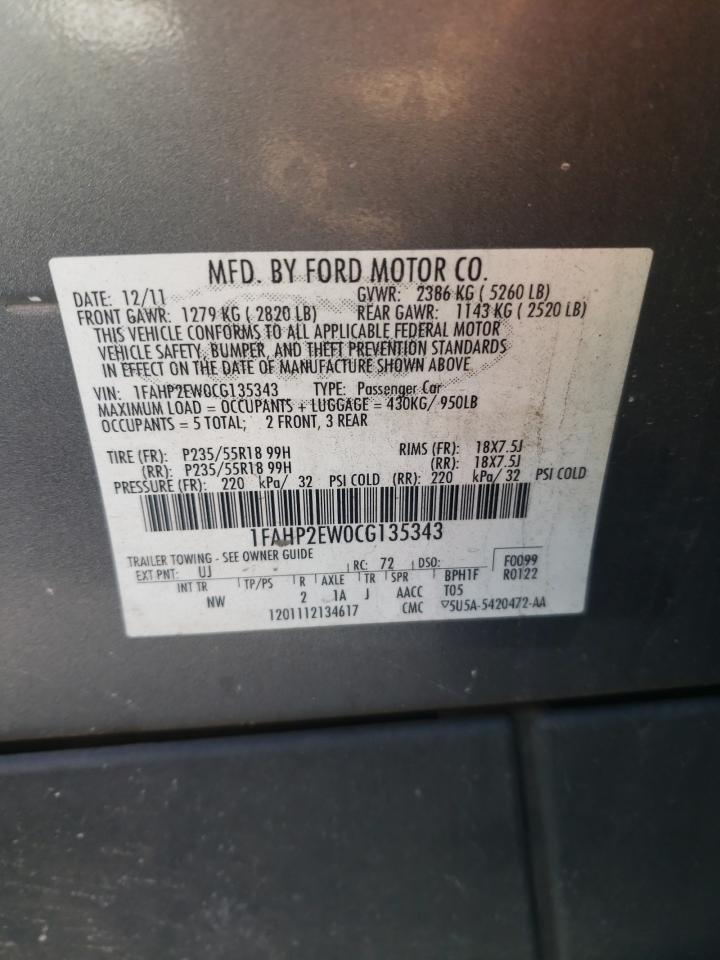 MFD. BY FORD MOTOR CO.
DATE: 12/11 GVWR: 2386 KG ( 5260 LB)
FRONT GAWR: 1279 KG ( 2820 LB) REAR GAWR: 1143 KG ( 2520 LB)
THIS VEHICLE CONFORMS TO ALL APPLICABLE FEDERAL MOTOR
VEHICLE SAFETY, BUMPER, AND THEFT PREVENTION STANDARDS
IN EFFECT ON THE DATE OF MANUFACTURE SHOWN ABOVE.
VIN: 1FAHP2EW0CG135343 TYPE: Passenger Car
MAXIMUM LOAD = OCCUPANTS + LUGGAGE = 430KG/ 950LB
OCCUPANTS = 5 TOTAL; 2 FRONT, 3 REAR
TIRE (FR): P235/55R18 99H RIMS (FR): 18X7.5J
(RR): P235/55R18 99H (RR): 18X7.5J
PRESSURE (FR): 220 kPa/ 32 PSI COLD (RR): 220 kPa/ 32 PSI COLD
1FAHP2EW0CG135343
TRAILER TOWING - SEE OWNER GUIDE
EXT PNT: UJ RC: 72 DSO: F0099
INT TR TP/PS R AXLE TR SPR BPH1F R0122
NW 2 1A J AACC T05
1201112134617 CMC ▽5U5A-5420472-AA